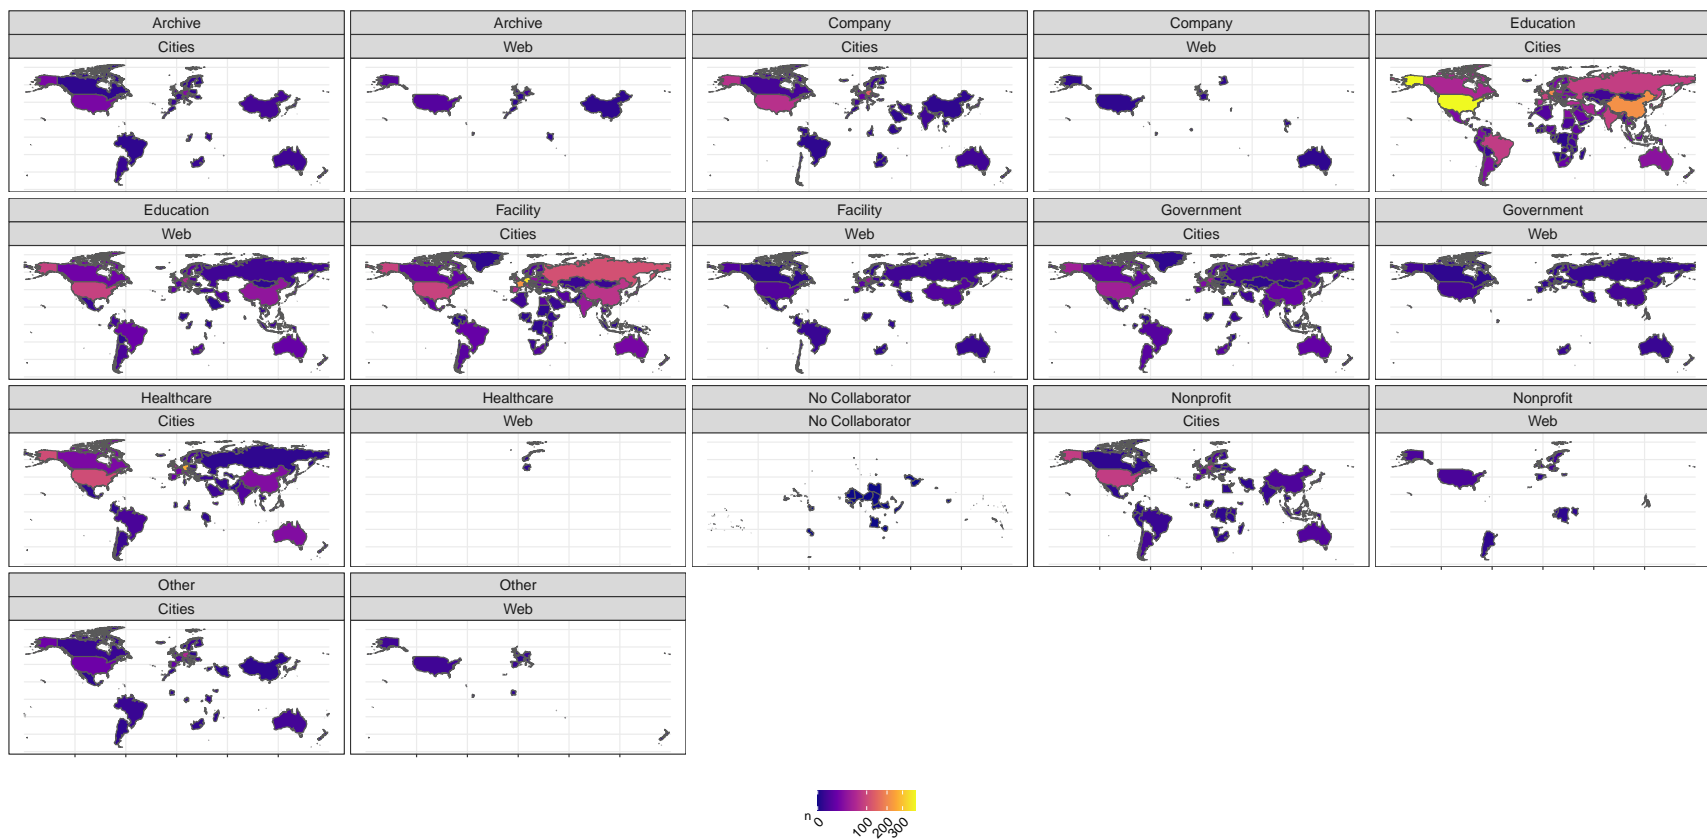 Archive
Cities
Archive
Web
Company
Cities
Company
Web
Education
Cities
Education
Web
Facility
Cities
Facility
Web
Government
Cities
Government
Web
Healthcare
Cities
Healthcare
Web
No Collaborator
No Collaborator
Nonprofit
Cities
Nonprofit
Web
Other
Cities
Other
Web
n
0
100
200
300